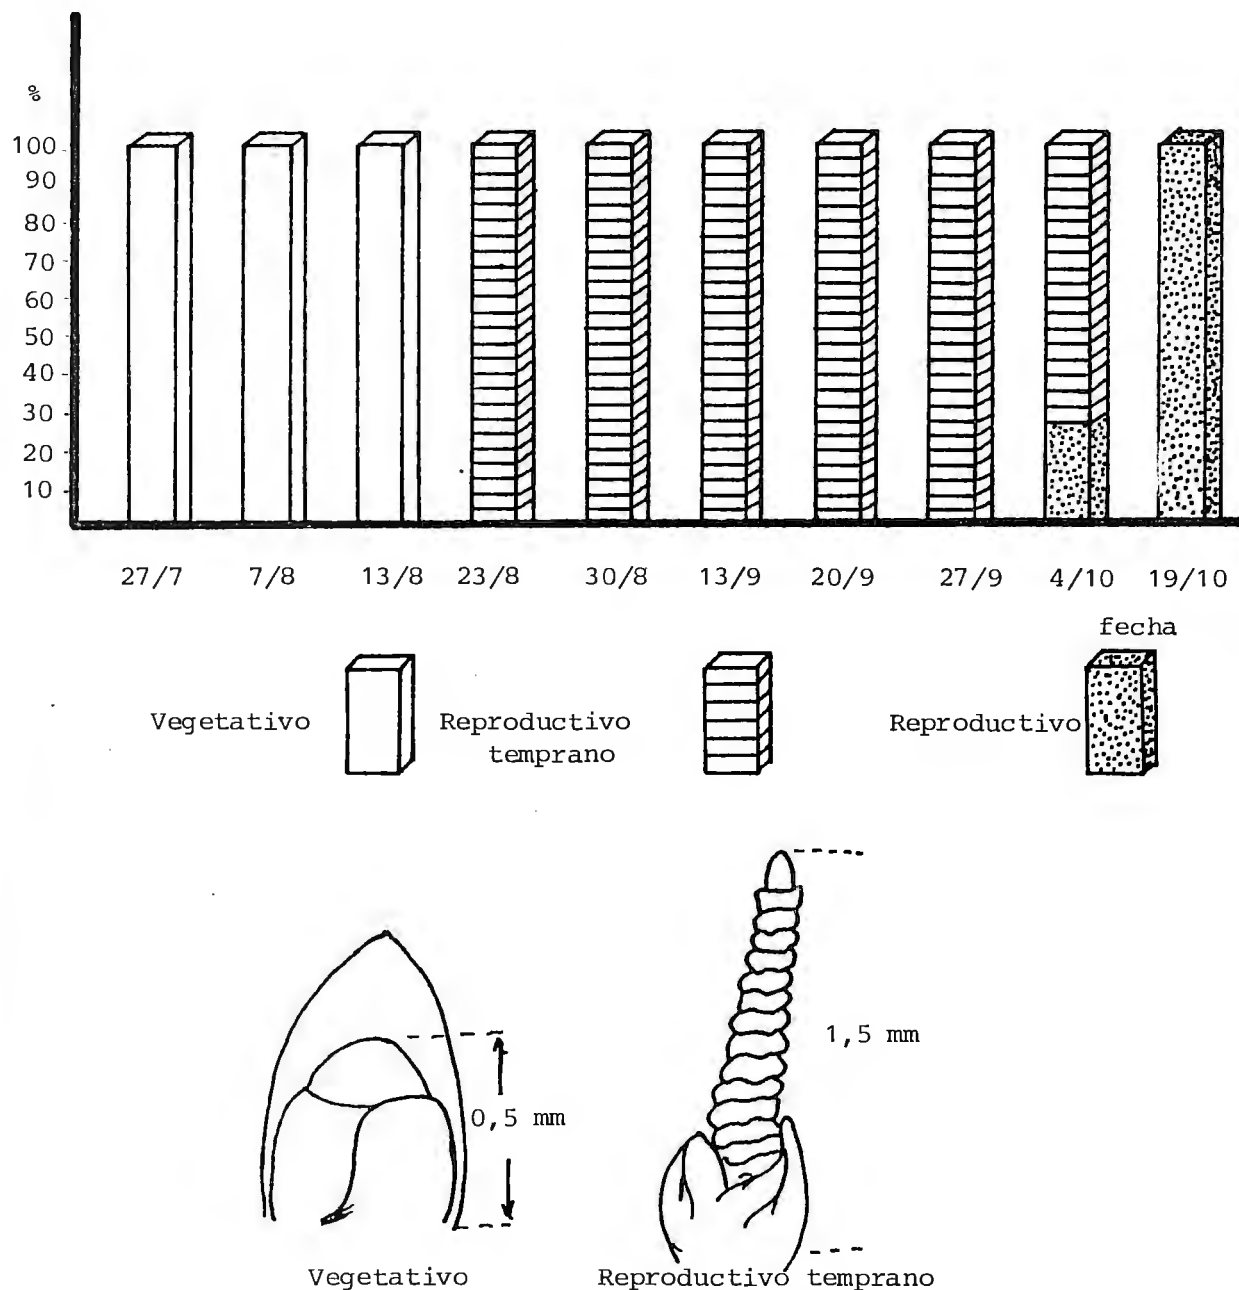 %
100
90
80
70
60
50
40
30
20
10
27/7 7/8 13/8 23/8 30/8 13/9 20/9 27/9 4/10 19/10
fecha
Vegetativo Reproductivo temprano Reproductivo
1,5 mm
0,5 mm
Vegetativo Reproductivo temprano